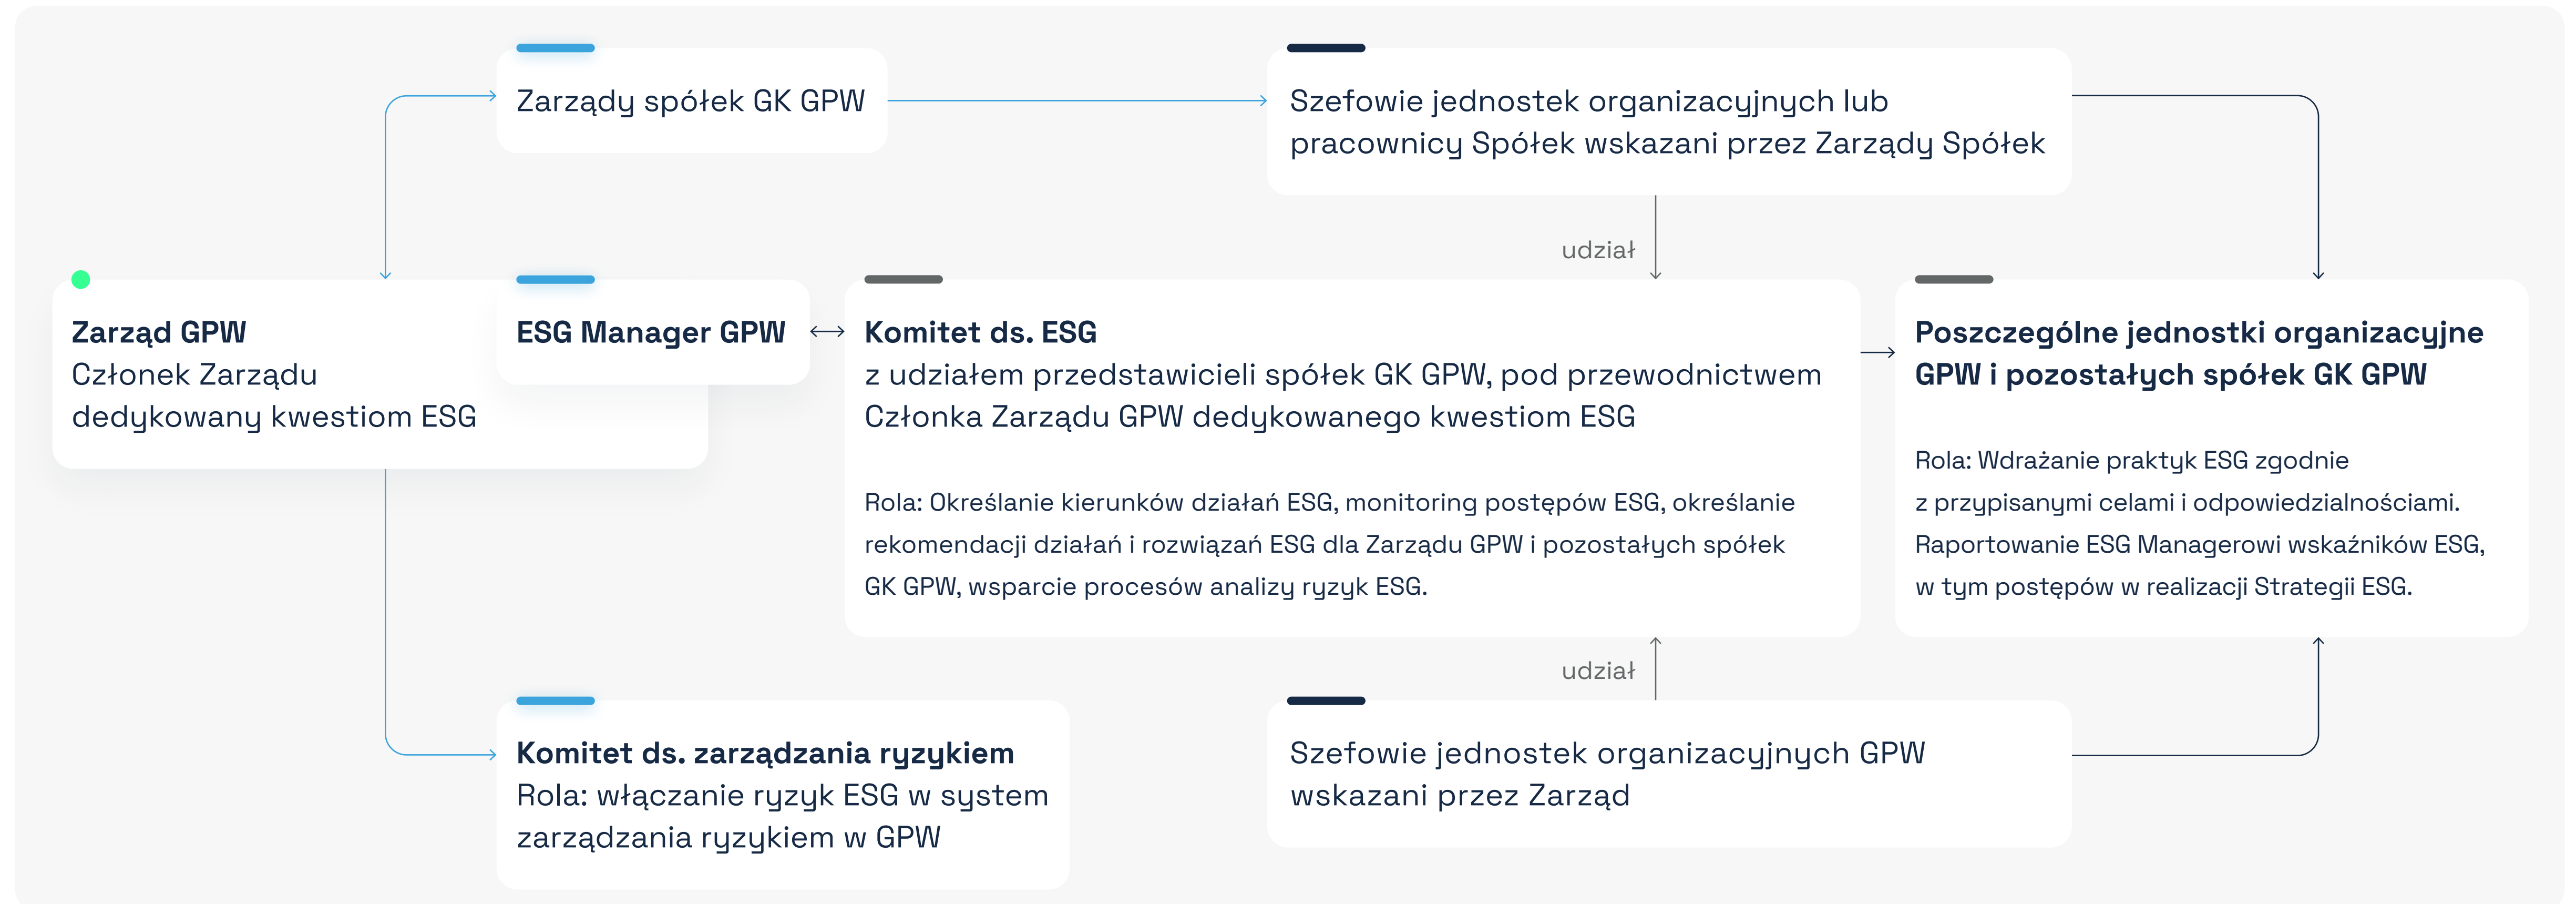 Zarządy spółek GK GPW
Szefowie jednostek organizacyjnych lub
pracownicy Spółek wskazani przez Zarządy Spółek
udział
Zarząd GPW
Członek Zarządu
dedykowany kwestiom ESG
ESG Manager GPW
Komitet ds. ESG
z udziałem przedstawicieli spółek GK GPW, pod przewodnictwem
Członka Zarządu GPW dedykowanego kwestiom ESG
Rola: Określanie kierunków działań ESG, monitoring postępów ESG, określanie
rekomendacji działań i rozwiązań ESG dla Zarządu GPW i pozostałych spółek
GK GPW, wsparcie procesów analizy ryzyk ESG.
Poszczególne jednostki organizacyjne
GPW i pozostałych spółek GK GPW
Rola: Wdrażanie praktyk ESG zgodnie
z przypisanymi celami i odpowiedzialnościami.
Raportowanie ESG Managerowi wskaźników ESG,
w tym postępów w realizacji Strategii ESG.
udział
Komitet ds. zarządzania ryzykiem
Rola: włączanie ryzyk ESG w system
zarządzania ryzykiem w GPW
Szefowie jednostek organizacyjnych GPW
wskazani przez Zarząd